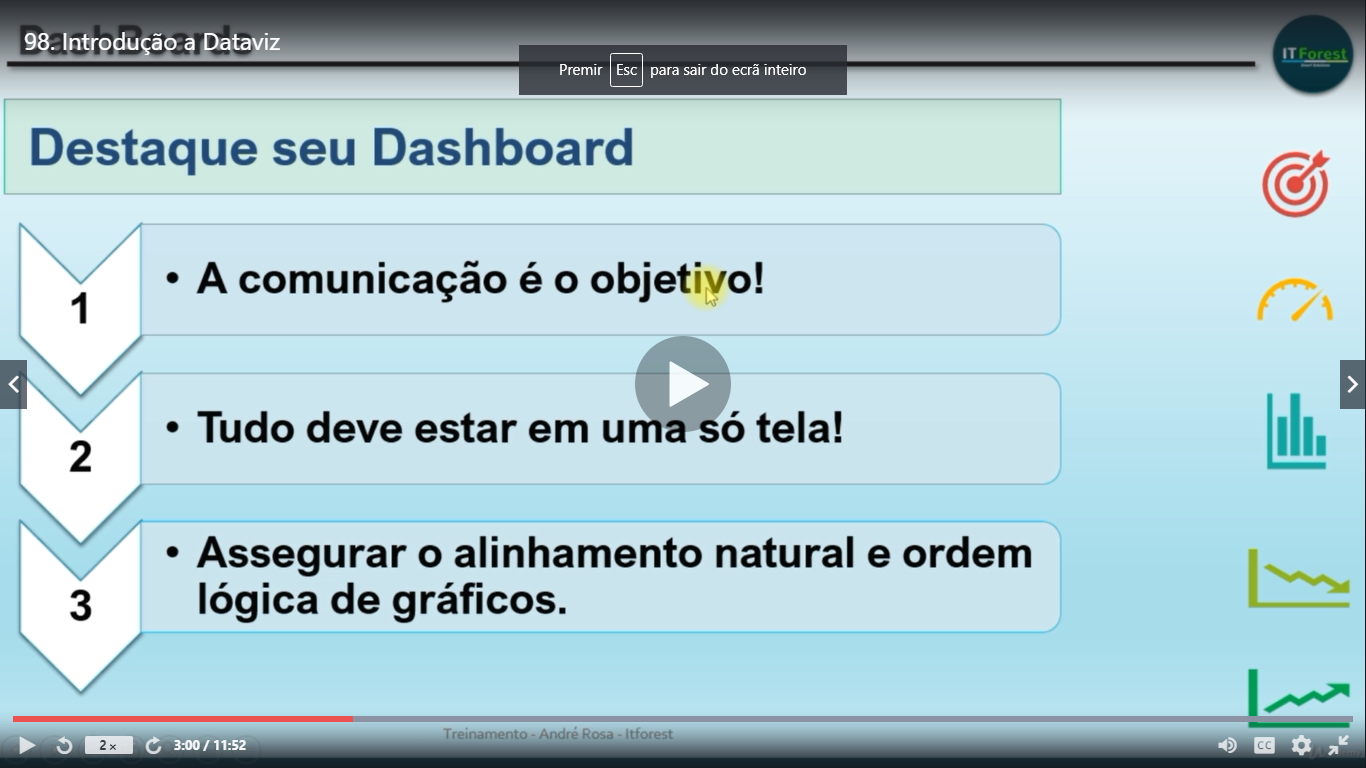 DashBoards
98. Introdução a Dataviz
ITForest
Premir Esc para sair do ecrã inteiro
Destaque seu Dashboard
1
• A comunicação é o objetivo!
2
• Tudo deve estar em uma só tela!
3
• Assegurar o alinhamento natural e ordem
lógica de gráficos.
Treinamento - André Rosa - Itforest
2× 3:00 / 11:52 CC